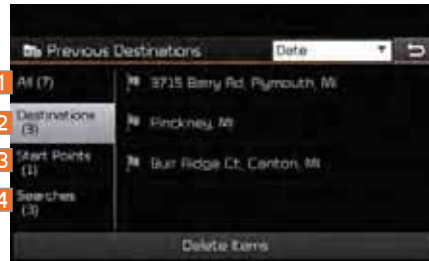 Previous Destinations
Date
1
All (7)
3715 Berry Rd, Plymouth, MI
2
Destinations
(3)
Pinckney, MI
3
Start Points
(1)
Burr Ridge Ct, Canton, MI
4
Searches
(3)
Delete Items